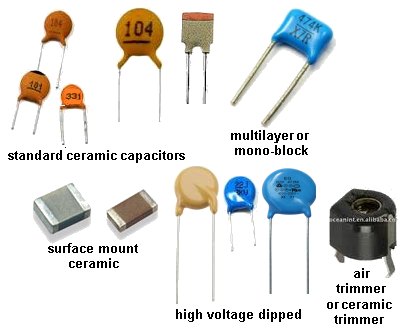 104
104
101
331
474K
X7R
standard ceramic capacitors
multilayer or
mono-block
surface mount
ceramic
high voltage dipped
air
trimmer
or ceramic
trimmer